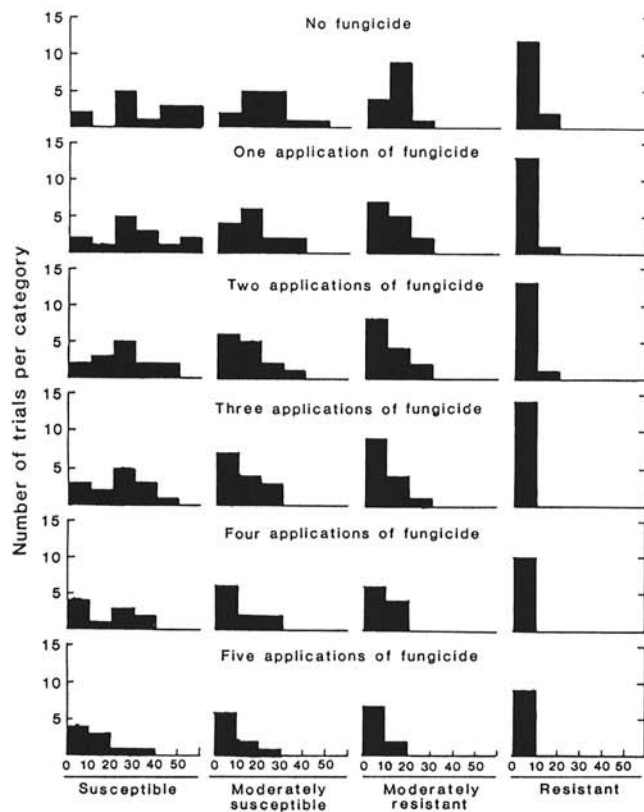 No fungicide
15
10
5
One application of fungicide
15
10
5
Two applications of fungicide
15
10
5
Three applications of fungicide
15
10
5
Four applications of fungicide
15
10
5
Five applications of fungicide
15
10
5
Number of trials per category
0 10 20 30 40 50 0 10 20 30 40 50 0 10 20 30 40 50 0 10 20 30 40 50
Susceptible Moderately susceptible Moderately resistant Resistant